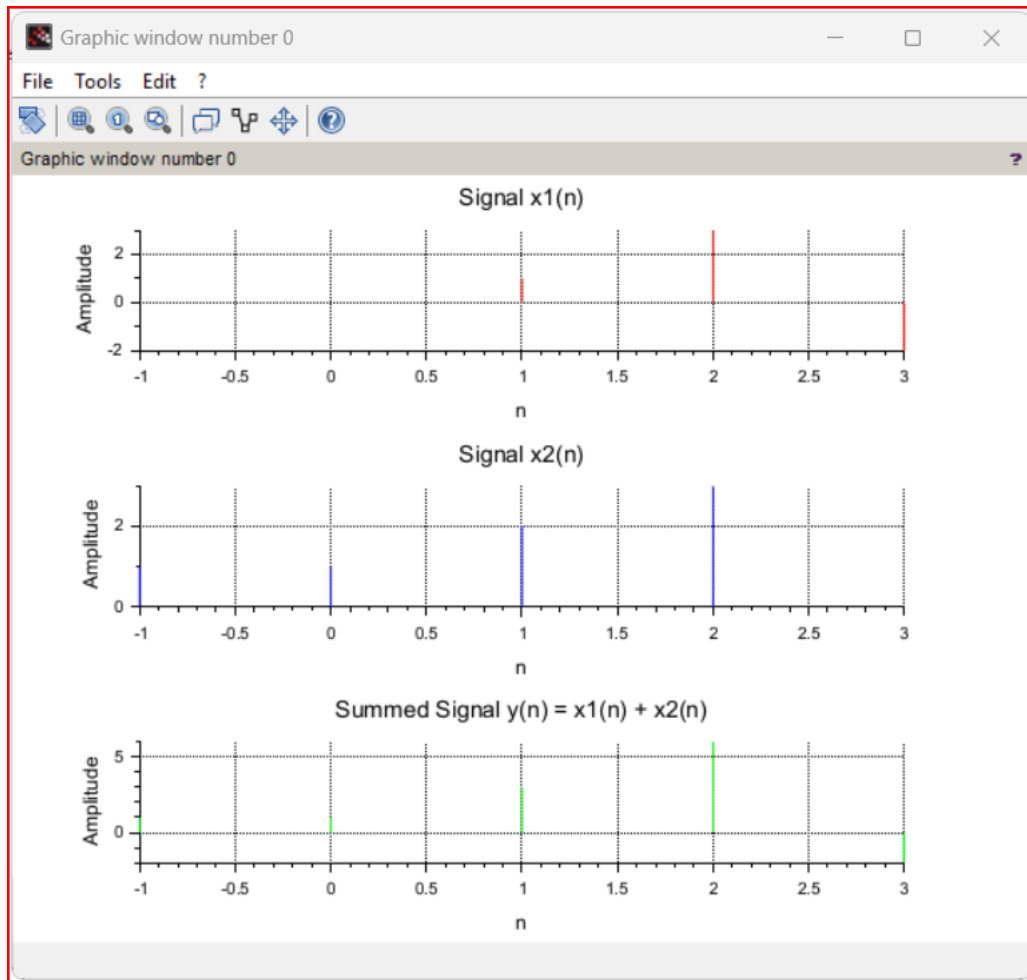 Graphic window number 0
File Tools Edit ?
Graphic window number 0 ?
Signal x1(n)
Amplitude
2
0
-2
-1 -0.5 0 0.5 1 1.5 2 2.5 3
n
Signal x2(n)
Amplitude
2
0
-1 -0.5 0 0.5 1 1.5 2 2.5 3
n
Summed Signal y(n) = x1(n) + x2(n)
Amplitude
5
0
-1 -0.5 0 0.5 1 1.5 2 2.5 3
n